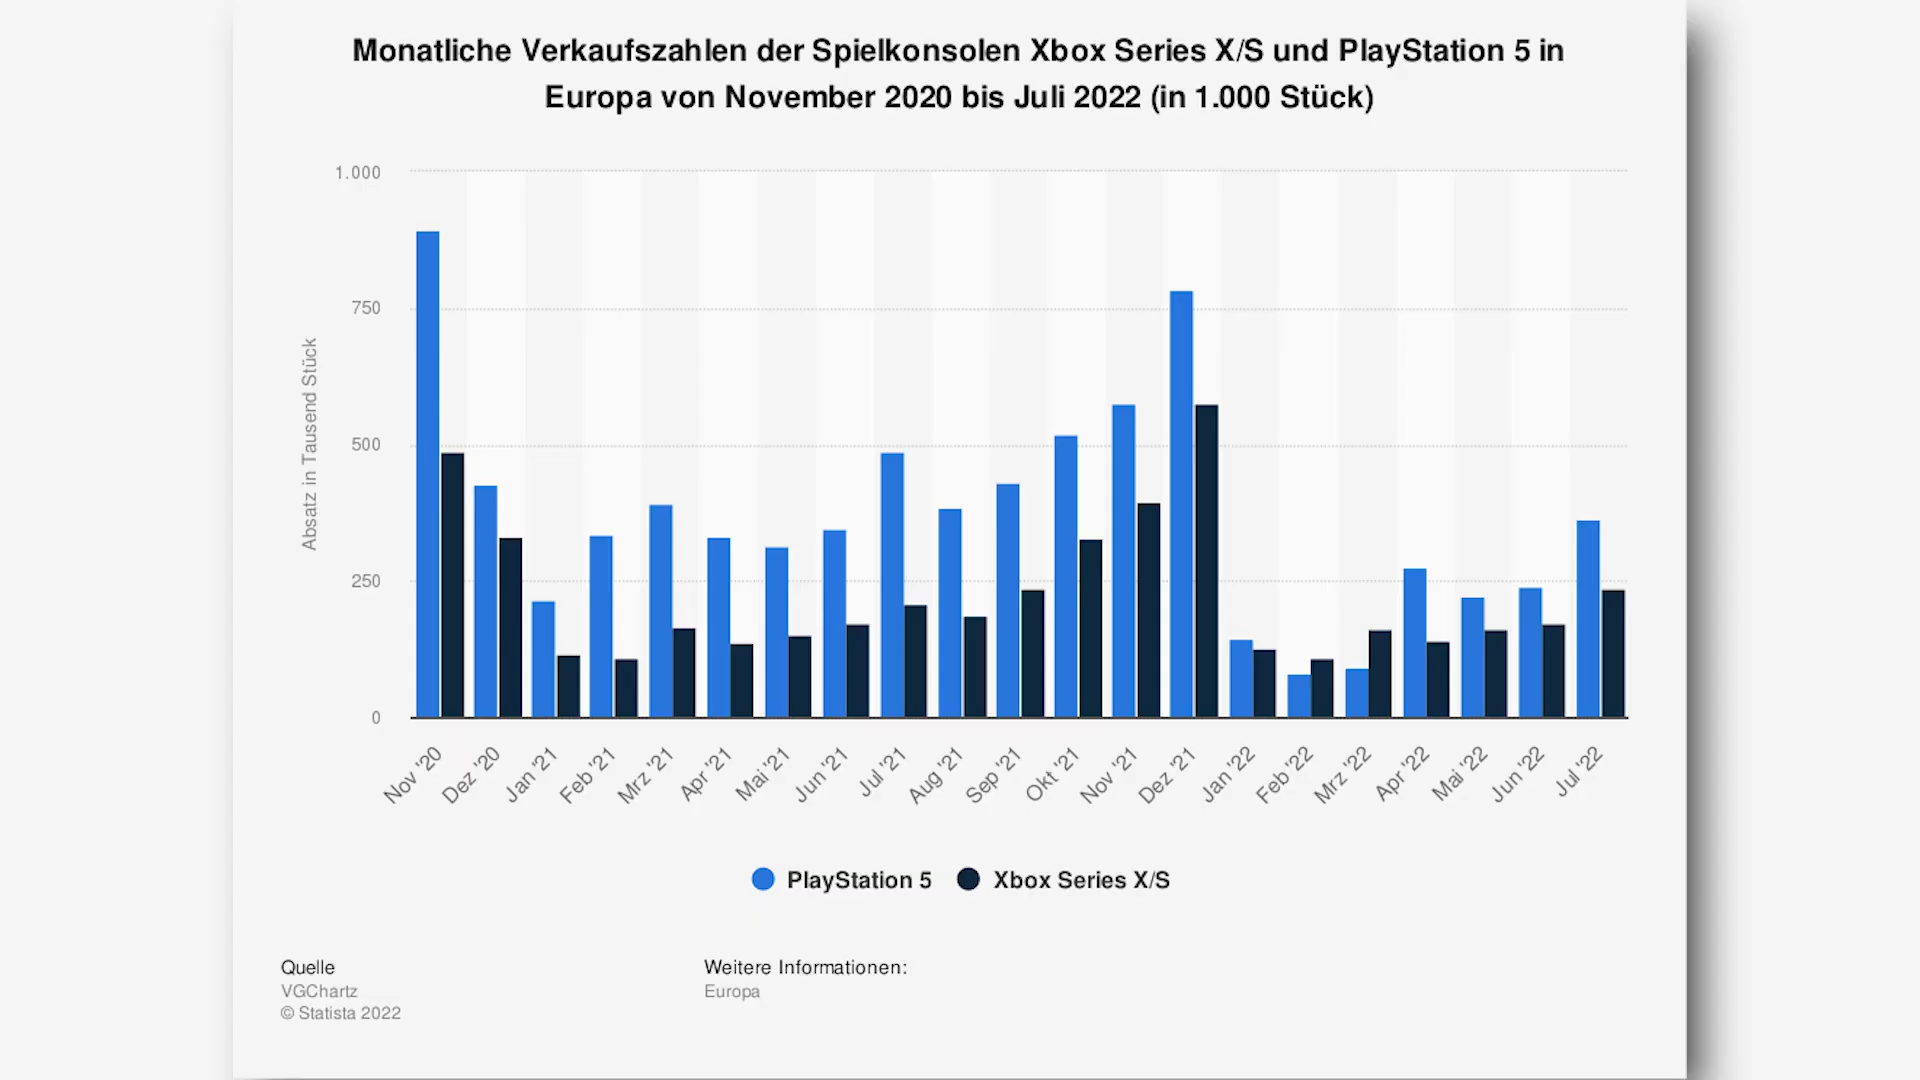 Monatliche Verkaufszahlen der Spielkonsolen Xbox Series X/S und PlayStation 5 in
Europa von November 2020 bis Juli 2022 (in 1.000 Stück)
Absatz in Tausend Stück
1.000
750
500
250
0
Nov '20
Dez '20
Jan '21
Feb '21
Mrz '21
Apr '21
Mai '21
Jun '21
Jul '21
Aug '21
Sep '21
Okt '21
Nov '21
Dez '21
Jan '22
Feb '22
Mrz '22
Apr '22
Mai '22
Jun '22
Jul '22
PlayStation 5
Xbox Series X/S
Quelle
VGChartz
© Statista 2022
Weitere Informationen:
Europa